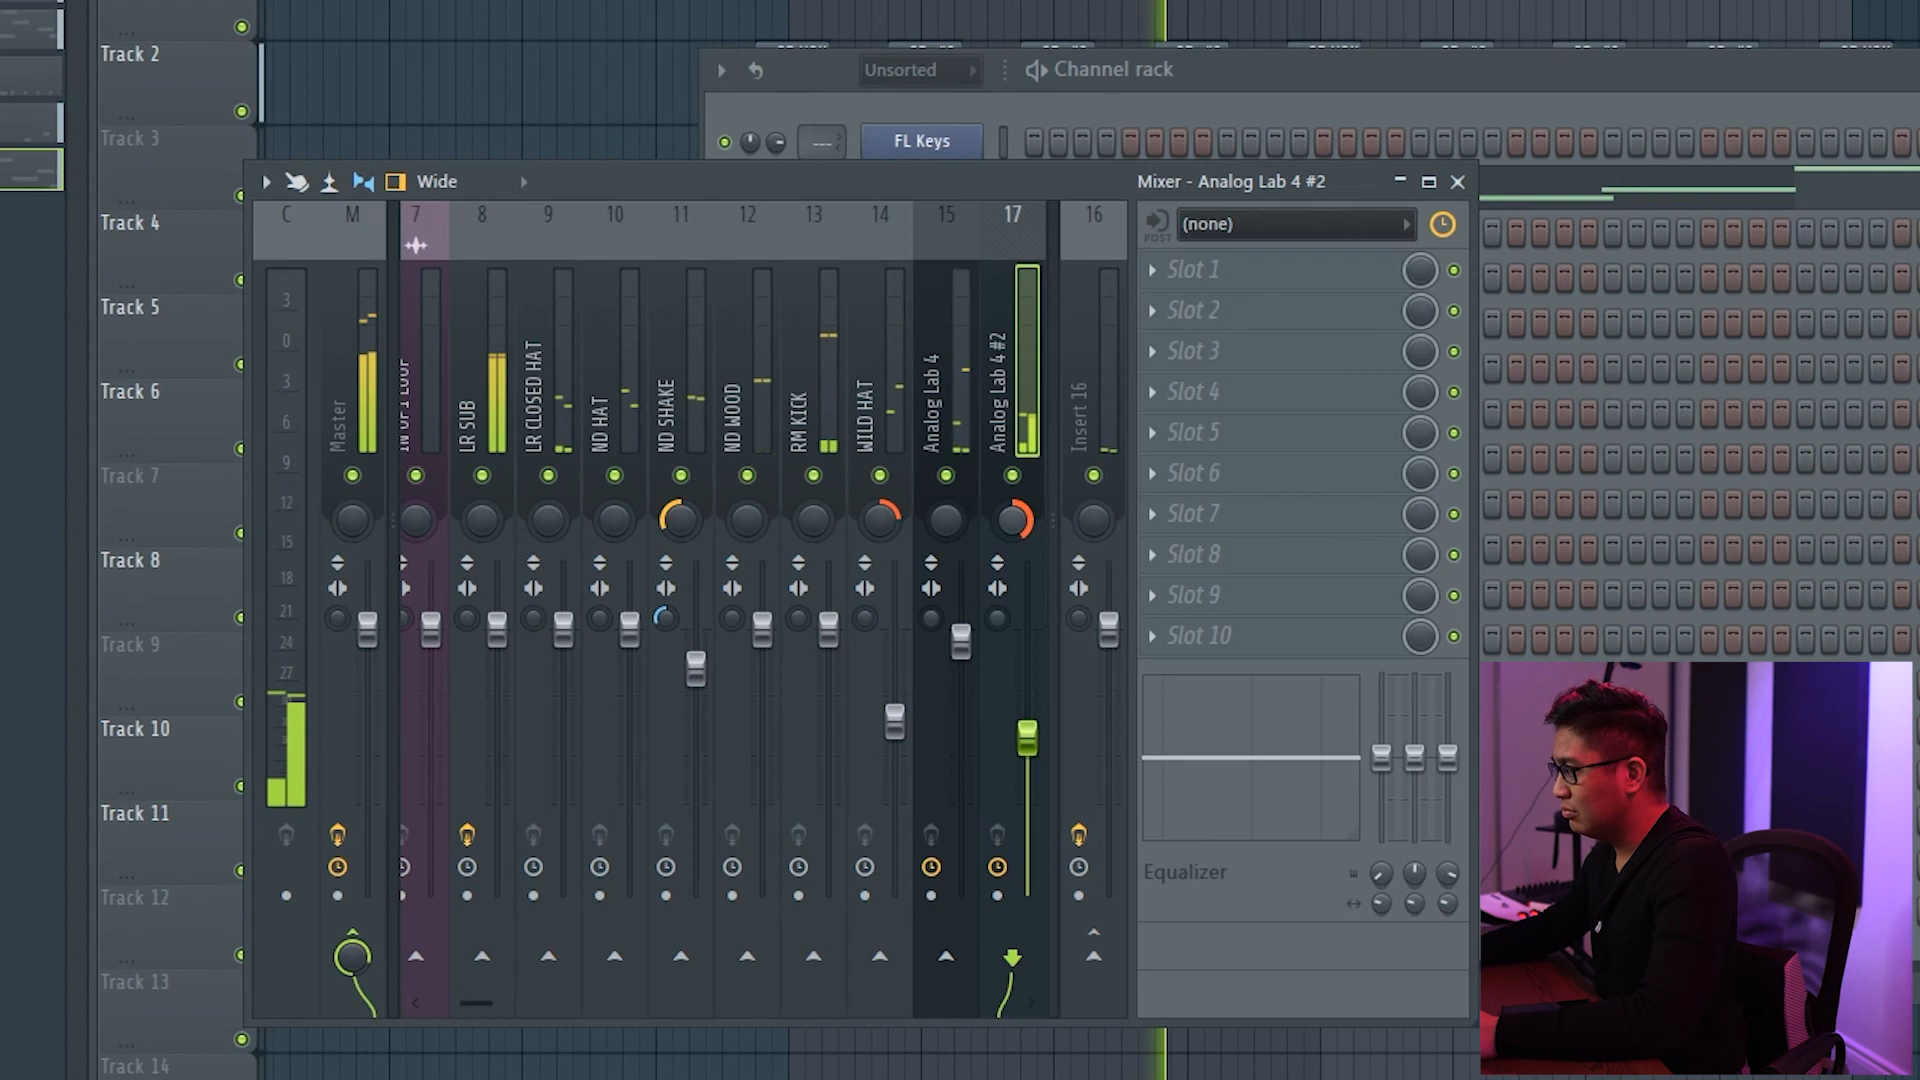 Track 2
Track 3
Track 4
Track 5
Track 6
Track 7
Track 8
Track 9
Track 10
Track 11
Track 12
Track 13
Track 14
Unsorted
Channel rack
FL Keys
Wide
Mixer - Analog Lab 4 #2
C M 7 8 9 10 11 12 13 14 15 17 16
POST
(none)
Slot 1
Slot 2
Slot 3
Slot 4
Slot 5
Slot 6
Slot 7
Slot 8
Slot 9
Slot 10
Equalizer
3
0
3
6
9
12
15
18
21
24
27
Master
LR SUB
LR CLOSED HAT
ND HAT
ND SHAKE
ND WOOD
RM KICK
WILD HAT
Analog Lab 4
Analog Lab 4 #2
Insert 16